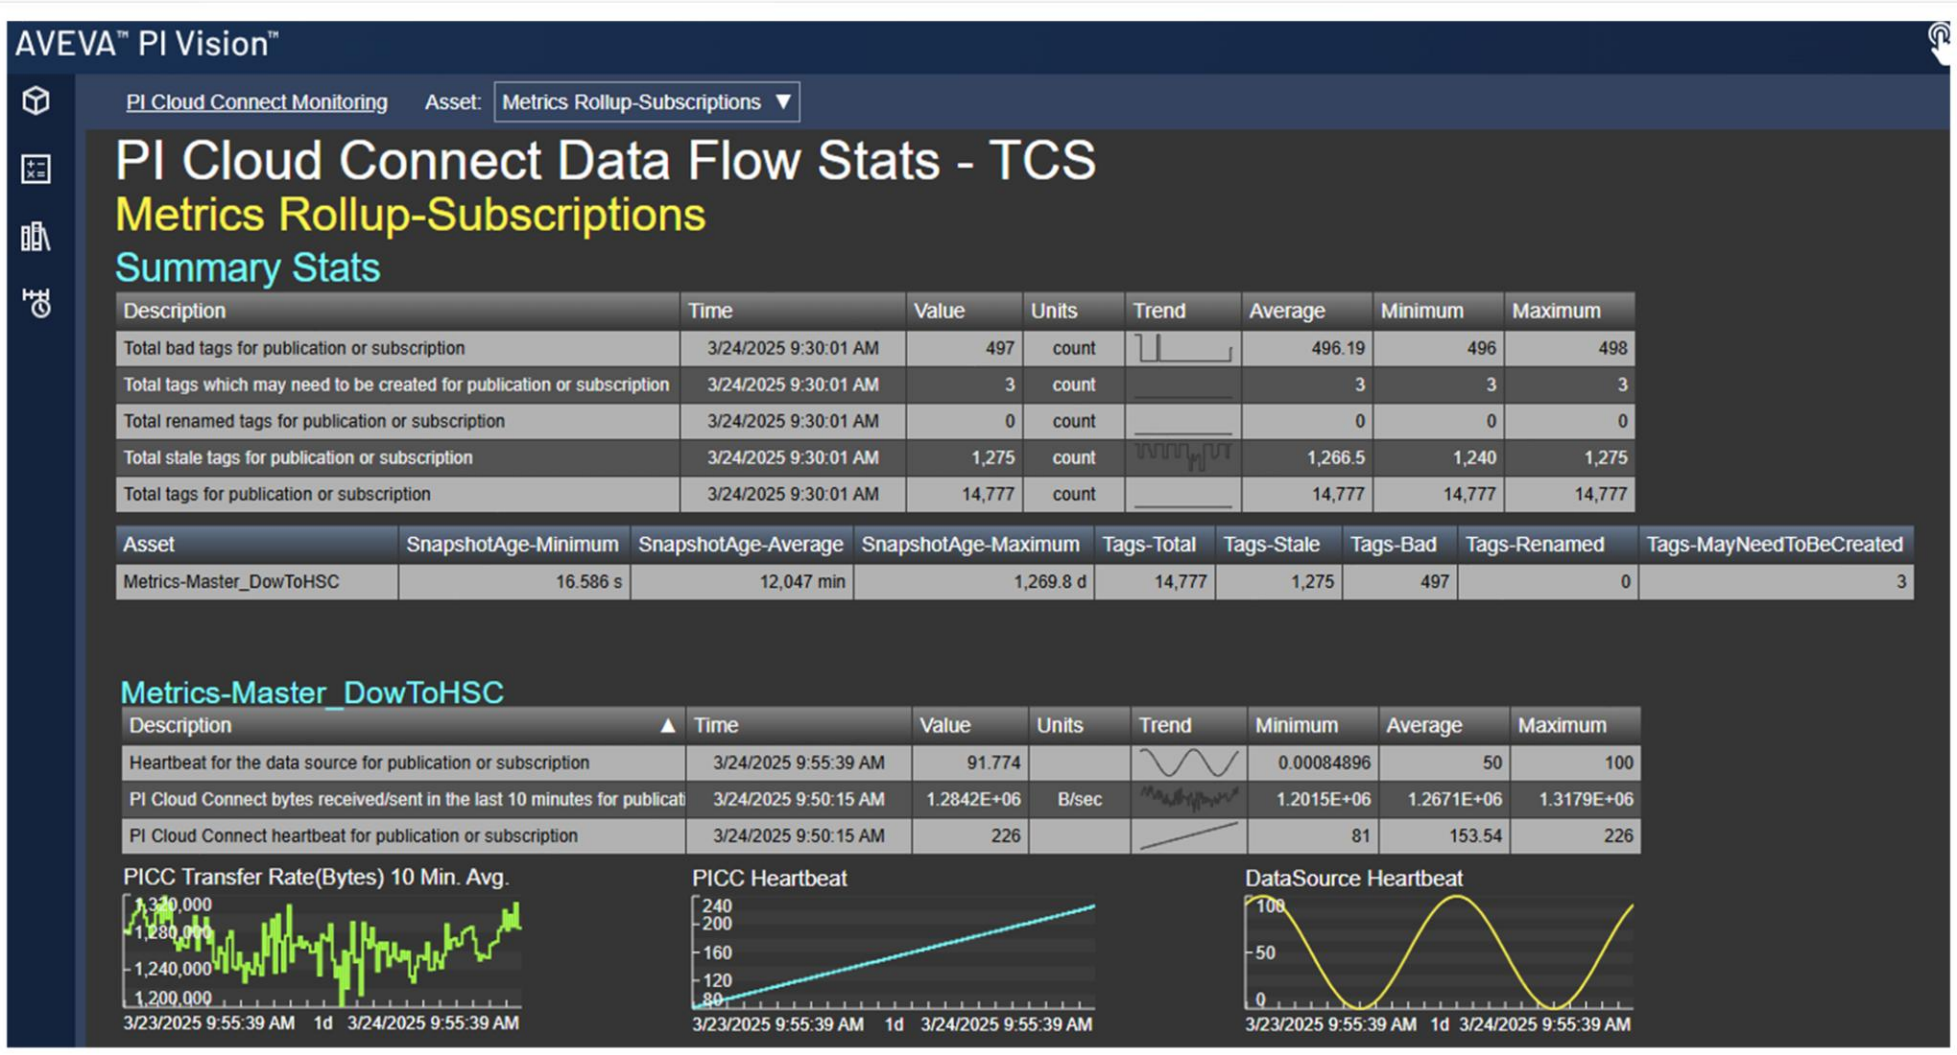 AVEVA™ PI Vision™
PI Cloud Connect Monitoring Asset: Metrics Rollup-Subscriptions ▼
PI Cloud Connect Data Flow Stats - TCS
Metrics Rollup-Subscriptions
Summary Stats
Description Time Value Units Trend Average Minimum Maximum
Total bad tags for publication or subscription 3/24/2025 9:30:01 AM 497 count 496.19 496 498
Total tags which may need to be created for publication or subscription 3/24/2025 9:30:01 AM 3 count 3 3 3
Total renamed tags for publication or subscription 3/24/2025 9:30:01 AM 0 count 0 0 0
Total stale tags for publication or subscription 3/24/2025 9:30:01 AM 1,275 count 1,266.5 1,240 1,275
Total tags for publication or subscription 3/24/2025 9:30:01 AM 14,777 count 14,777 14,777 14,777
Asset SnapshotAge-Minimum SnapshotAge-Average SnapshotAge-Maximum Tags-Total Tags-Stale Tags-Bad Tags-Renamed Tags-MayNeedToBeCreated
Metrics-Master_DowToHSC 16.586 s 12,047 min 1,269.8 d 14,777 1,275 497 0 3
Metrics-Master_DowToHSC
Description ▲ Time Value Units Trend Minimum Average Maximum
Heartbeat for the data source for publication or subscription 3/24/2025 9:55:39 AM 91.774 0.00084896 50 100
PI Cloud Connect bytes received/sent in the last 10 minutes for publicati 3/24/2025 9:50:15 AM 1.2842E+06 B/sec 1.2015E+06 1.2671E+06 1.3179E+06
PI Cloud Connect heartbeat for publication or subscription 3/24/2025 9:50:15 AM 226 81 153.54 226
PICC Transfer Rate(Bytes) 10 Min. Avg.
1,320,000
1,280,000
1,240,000
1,200,000
3/23/2025 9:55:39 AM 1d 3/24/2025 9:55:39 AM
PICC Heartbeat
240
200
160
120
80
3/23/2025 9:55:39 AM 1d 3/24/2025 9:55:39 AM
DataSource Heartbeat
100
50
0
3/23/2025 9:55:39 AM 1d 3/24/2025 9:55:39 AM